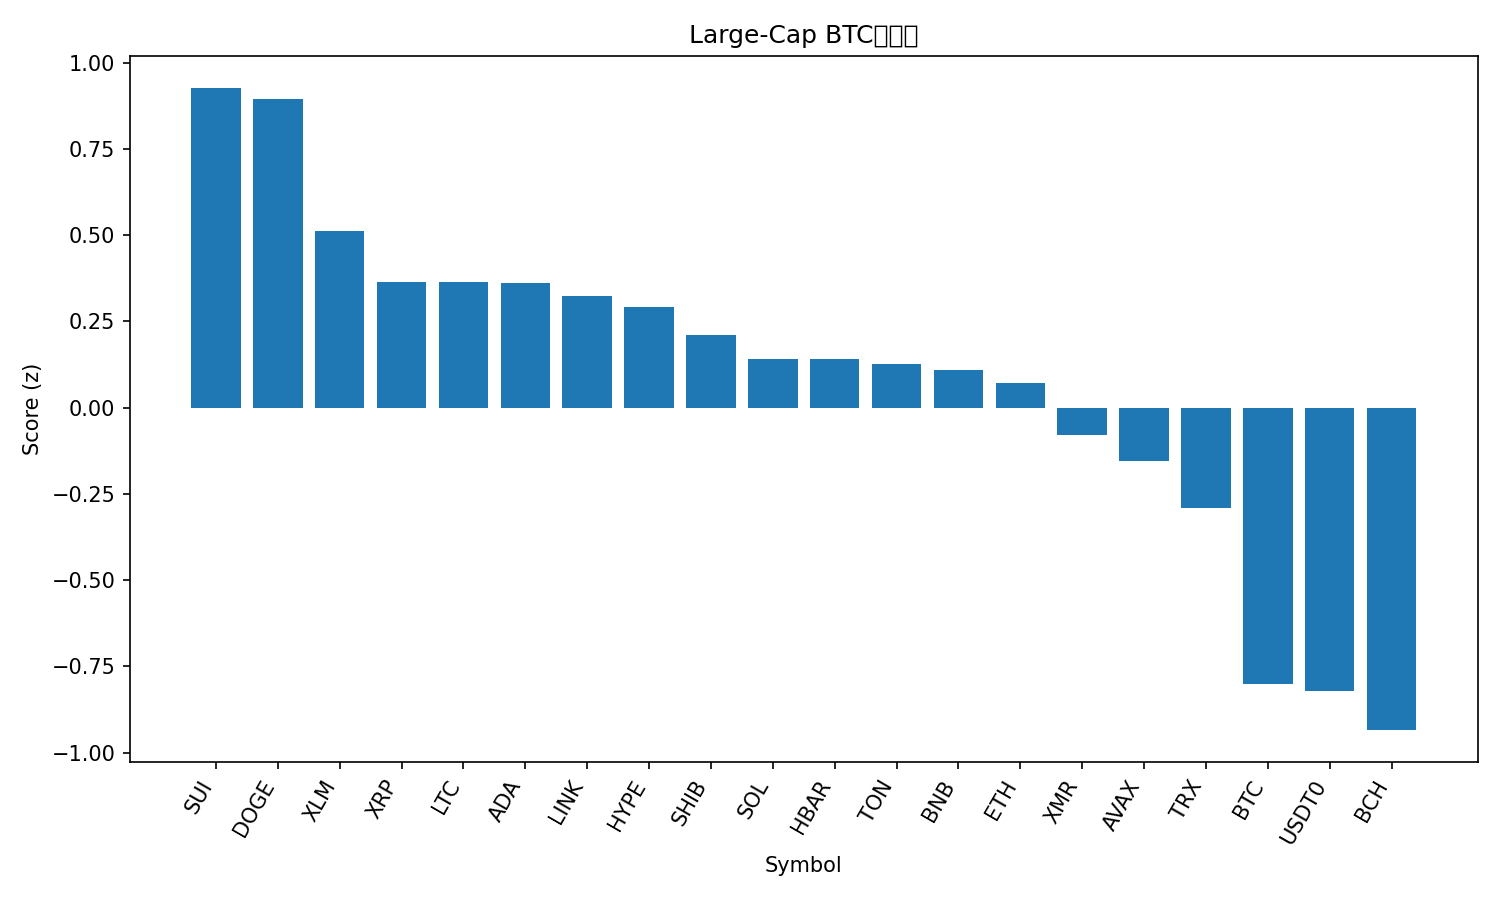 Large-Cap BTC
1.00
0.75
0.50
0.25
0.00
−0.25
−0.50
−0.75
−1.00
Score (z)
SUI
DOGE
XLM
XRP
LTC
ADA
LINK
HYPE
SHIB
SOL
HBAR
TON
BNB
ETH
XMR
AVAX
TRX
BTC
USDT0
BCH
Symbol